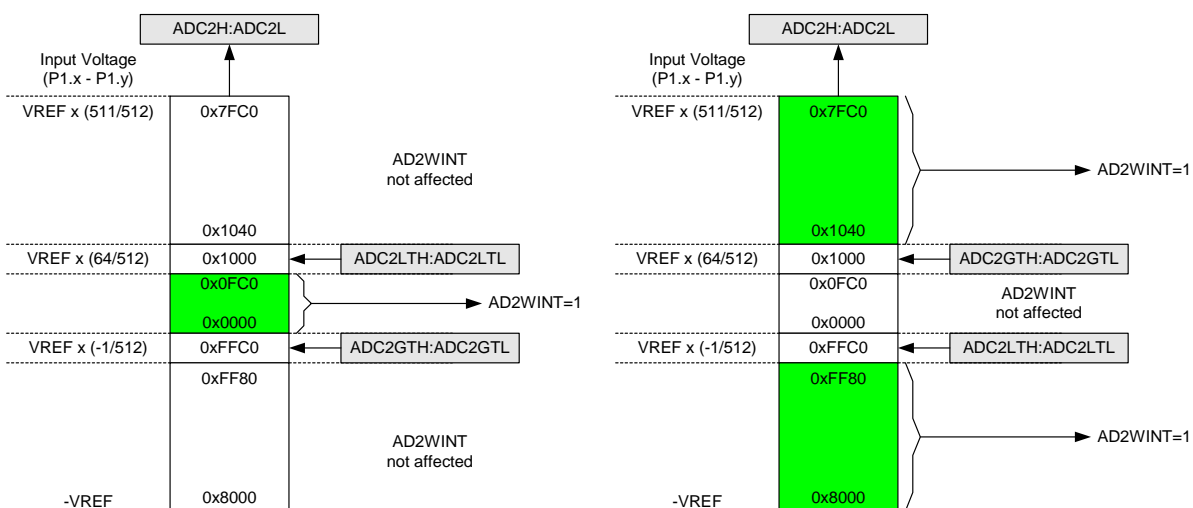 ADC2H:ADC2L
Input Voltage
(P1.x - P1.y)
VREF x (511/512)
0x7FC0
AD2WINT
not affected
0x1040
VREF x (64/512)
0x1000
ADC2LTH:ADC2LTL
0x0FC0
AD2WINT=1
0x0000
VREF x (-1/512)
0xFFC0
ADC2GTH:ADC2GTL
0xFF80
AD2WINT
not affected
-VREF
0x8000
ADC2H:ADC2L
Input Voltage
(P1.x - P1.y)
VREF x (511/512)
0x7FC0
AD2WINT=1
0x1040
VREF x (64/512)
0x1000
ADC2GTH:ADC2GTL
0x0FC0
AD2WINT
not affected
0x0000
VREF x (-1/512)
0xFFC0
ADC2LTH:ADC2LTL
0xFF80
AD2WINT=1
-VREF
0x8000